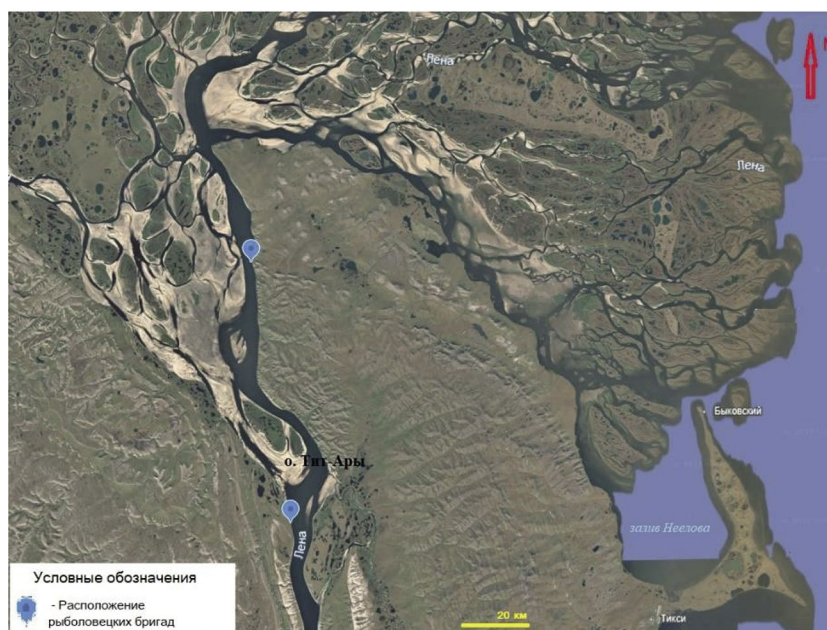 Лена
Лена
Быковский
о. Тит-Ары
залив Неелова
Лена
Условные обозначения
- Расположение
рыболовецких бригад
20 км
Тикси